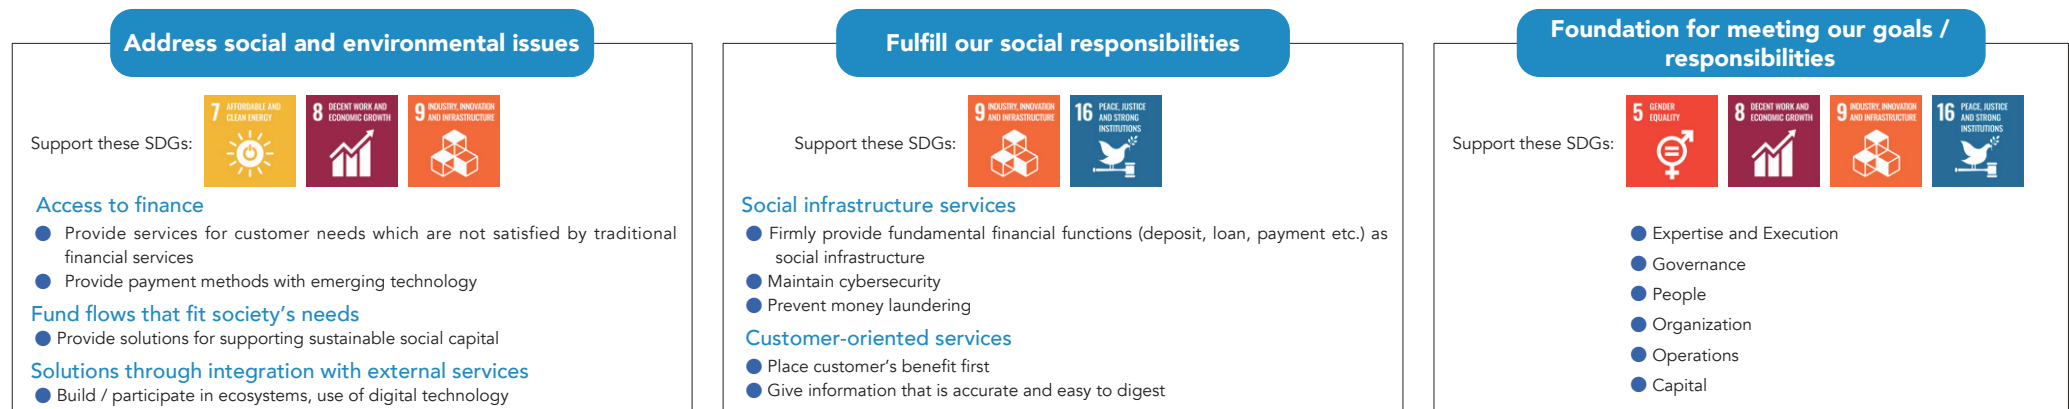 Address social and environmental issues
Support these SDGs:
7 AFFORDABLE AND
CLEAN ENERGY
8 DECENT WORK AND
ECONOMIC GROWTH
9 INDUSTRY, INNOVATION
AND INFRASTRUCTURE
Access to finance
● Provide services for customer needs which are not satisfied by traditional
financial services
● Provide payment methods with emerging technology
Fund flows that fit society’s needs
● Provide solutions for supporting sustainable social capital
Solutions through integration with external services
● Build / participate in ecosystems, use of digital technology
Fulfill our social responsibilities
Support these SDGs:
9 INDUSTRY, INNOVATION
AND INFRASTRUCTURE
16 PEACE, JUSTICE
AND STRONG
INSTITUTIONS
Social infrastructure services
● Firmly provide fundamental financial functions (deposit, loan, payment etc.) as
social infrastructure
● Maintain cybersecurity
● Prevent money laundering
Customer-oriented services
● Place customer’s benefit first
● Give information that is accurate and easy to digest
Foundation for meeting our goals /
responsibilities
Support these SDGs:
5 GENDER
EQUALITY
8 DECENT WORK AND
ECONOMIC GROWTH
9 INDUSTRY, INNOVATION
AND INFRASTRUCTURE
16 PEACE, JUSTICE
AND STRONG
INSTITUTIONS
● Expertise and Execution
● Governance
● People
● Organization
● Operations
● Capital